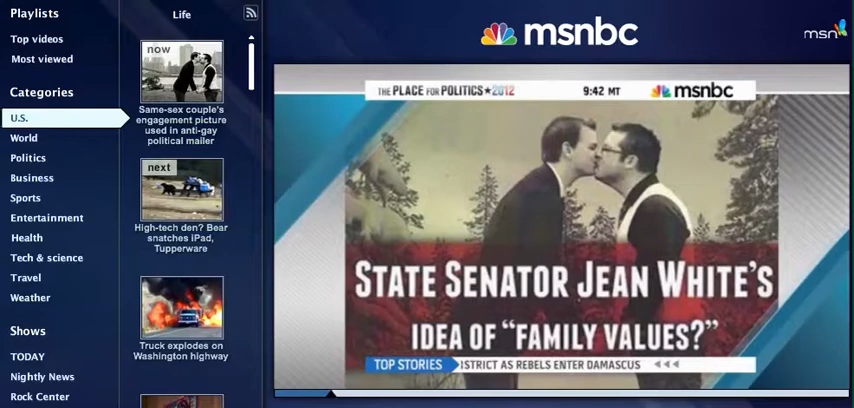 Playlists
Top videos
Most viewed
Categories
U.S.
World
Politics
Business
Sports
Entertainment
Health
Tech & science
Travel
Weather
Shows
TODAY
Nightly News
Rock Center
Life
now
Same-sex couple's
engagement picture
used in anti-gay
political mailer
next
High-tech den? Bear
snatches iPad,
Tupperware
Truck explodes on
Washington highway
msnbc
msn
THE PLACE FOR POLITICS★2012
9:42 MT
msnbc
STATE SENATOR JEAN WHITE'S
IDEA OF “FAMILY VALUES?”
TOP STORIES
ISTRICT AS REBELS ENTER DAMASCUS